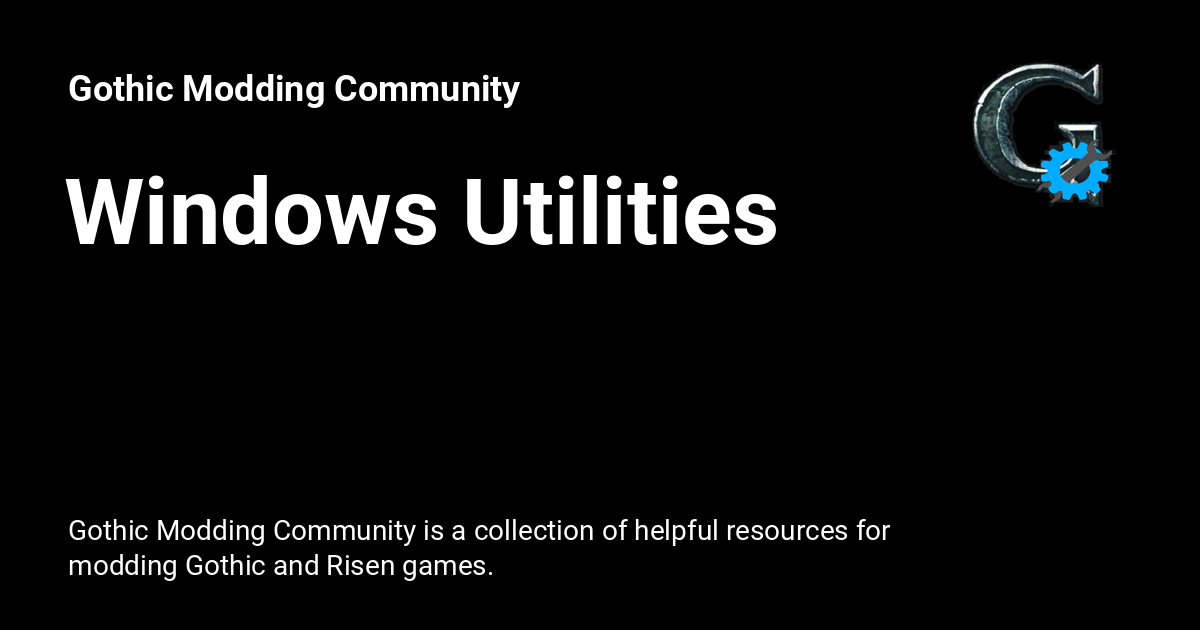 Gothic Modding Community
Windows Utilities
G
Gothic Modding Community is a collection of helpful resources for
modding Gothic and Risen games.